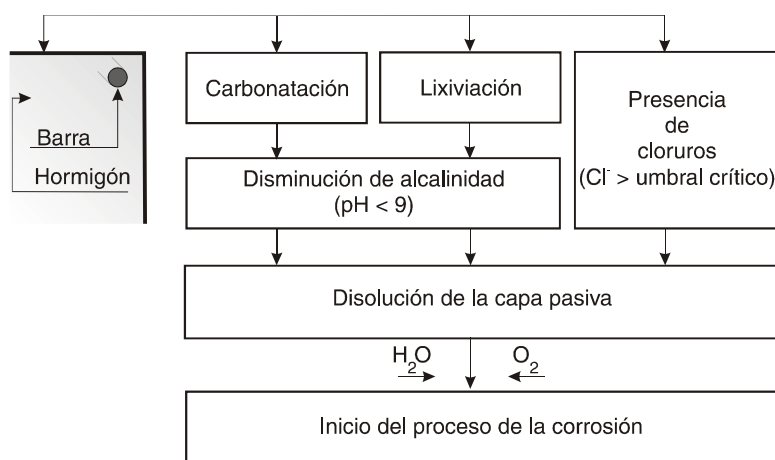 Barra
Hormigón
Carbonatación
Lixiviación
Presencia
de
cloruros
(Cl⁻ > umbral crítico)
Disminución de alcalinidad
(pH < 9)
Disolución de la capa pasiva
H₂O
O₂
Inicio del proceso de la corrosión